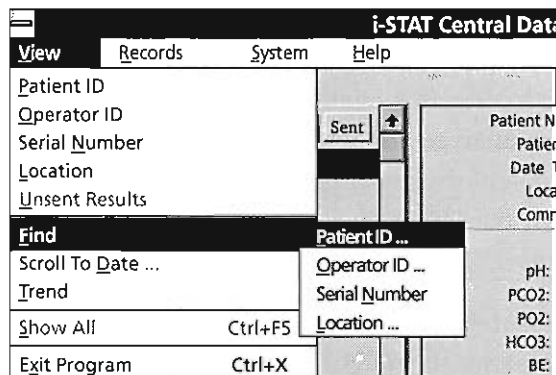 i-STAT Central Data
View Records System Help
Patient ID
Operator ID
Serial Number
Location
Unsent Results
Find
Scroll To Date ...
Trend
Show All Ctrl+F5
Exit Program Ctrl+X
Patient ID ...
Operator ID ...
Serial Number
Location ...
Sent
Patient N
Patien
Date T
Loca
Comm
pH:
PCO2:
PO2:
HCO3:
BE: